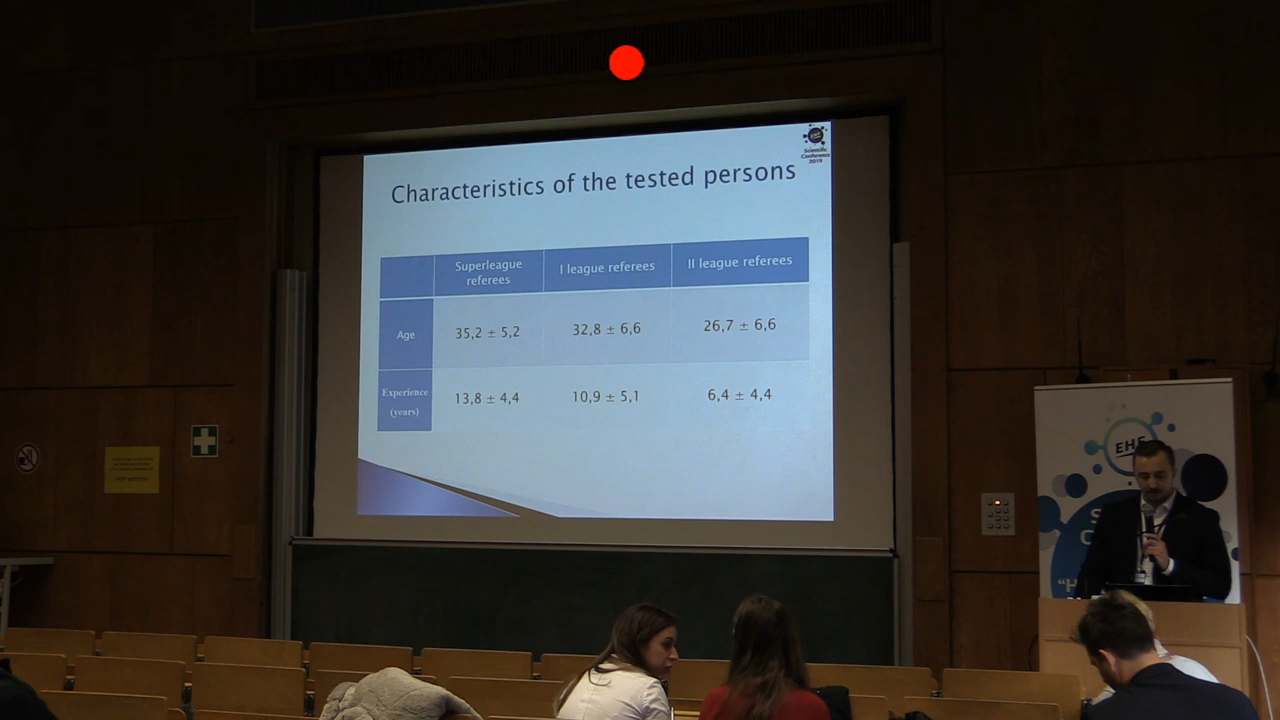 EHF
Scientific
Conference
2019
Characteristics of the tested persons
Superleague
referees
I league referees
II league referees
Age
35,2 ± 5,2
32,8 ± 6,6
26,7 ± 6,6
Experience
(years)
13,8 ± 4,4
10,9 ± 5,1
6,4 ± 4,4
EHF